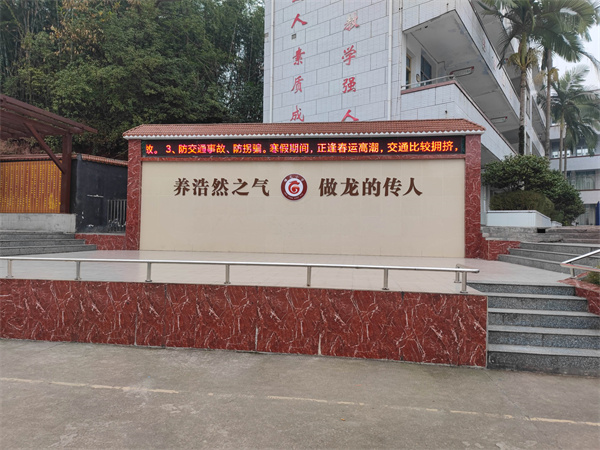 人素质成
学强人
故。 3、防交通事故、防拐骗。寒假期间，正逢春运高潮，交通比较拥挤，
养浩然之气 做龙的传人